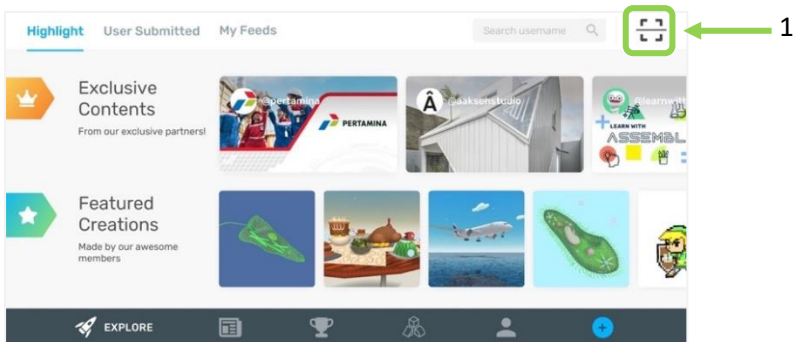 Highlight User Submitted My Feeds Search username 1
Exclusive
Contents
From our exclusive partners!
@pertamina
PERTAMINA
Â @aaksenstudio
@learnwith
LEARN WITH
ASSEMBL
Featured
Creations
Made by our awesome
members
EXPLORE